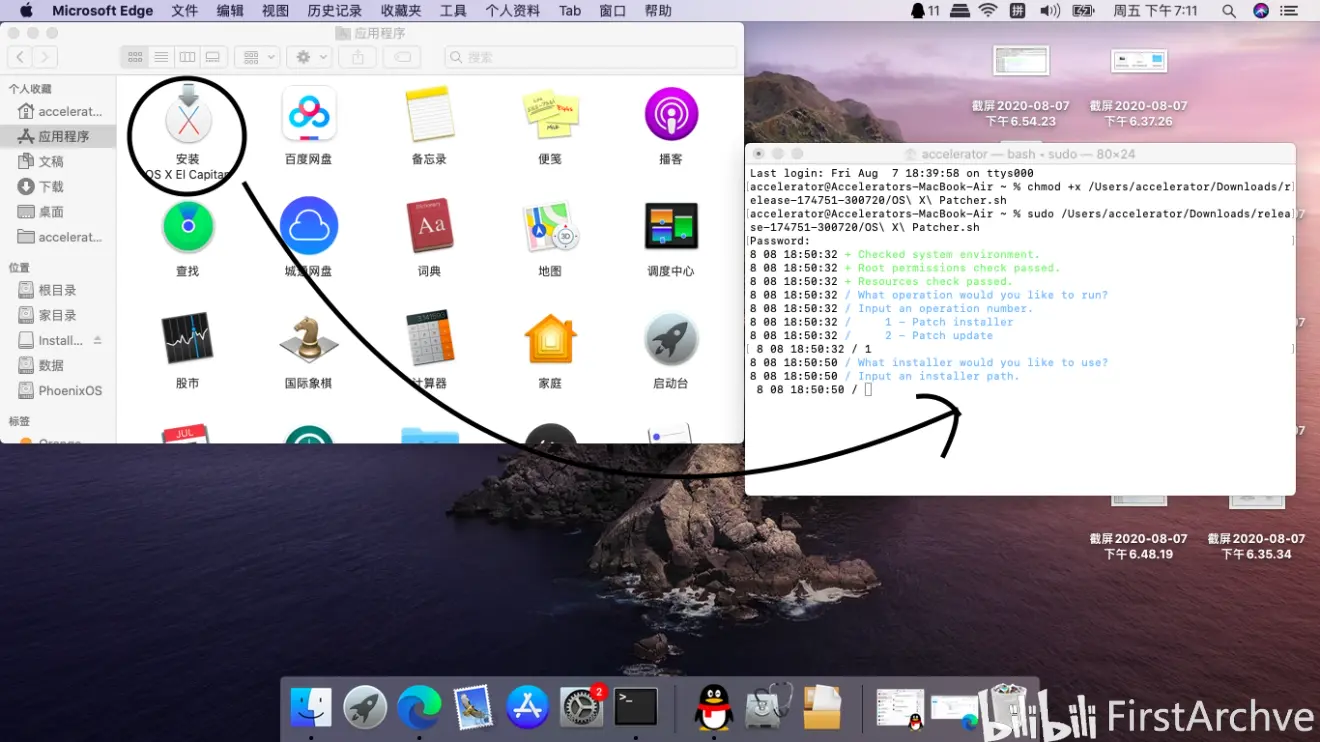 Microsoft Edge 文件 编辑 视图 历史记录 收藏夹 工具 个人资料 Tab 窗口 帮助 11 拼 周五 下午7:11
应用程序
搜索
个人收藏
accelerat...
应用程序
文稿
下载
桌面
accelerat...
位置
根目录
家目录
Install...
数据
PhoenixOS
标签
Orange
安装
OS X El Capitan
百度网盘
备忘录
便笺
播客
查找
城通网盘
Dictionary
Aa
词典
3D
地图
调度中心
股市
国际象棋
计算器
家庭
启动台
JUL
截屏2020-08-07
下午6.54.23
截屏2020-08-07
下午6.37.26
accelerator — bash ◂ sudo — 80×24
Last login: Fri Aug  7 18:39:58 on ttys000
[accelerator@Accelerators-MacBook-Air ~ % chmod +x /Users/accelerator/Downloads/r]
elease-174751-300720/OS\ X\ Patcher.sh
[accelerator@Accelerators-MacBook-Air ~ % sudo /Users/accelerator/Downloads/relea
se-174751-300720/OS\ X\ Patcher.sh
[Password: ]
8 08 18:50:32 + Checked system environment.
8 08 18:50:32 + Root permissions check passed.
8 08 18:50:32 + Resources check passed.
8 08 18:50:32 / What operation would you like to run?
8 08 18:50:32 / Input an operation number.
8 08 18:50:32 /     1 - Patch installer
8 08 18:50:32 /     2 - Patch update
[ 8 08 18:50:32 / 1 ]
8 08 18:50:50 / What installer would you like to use?
8 08 18:50:50 / Input an installer path.
8 08 18:50:50 /
截屏2020-08-07
下午6.48.19
截屏2020-08-07
下午6.35.34
2
bilibili FirstArchve